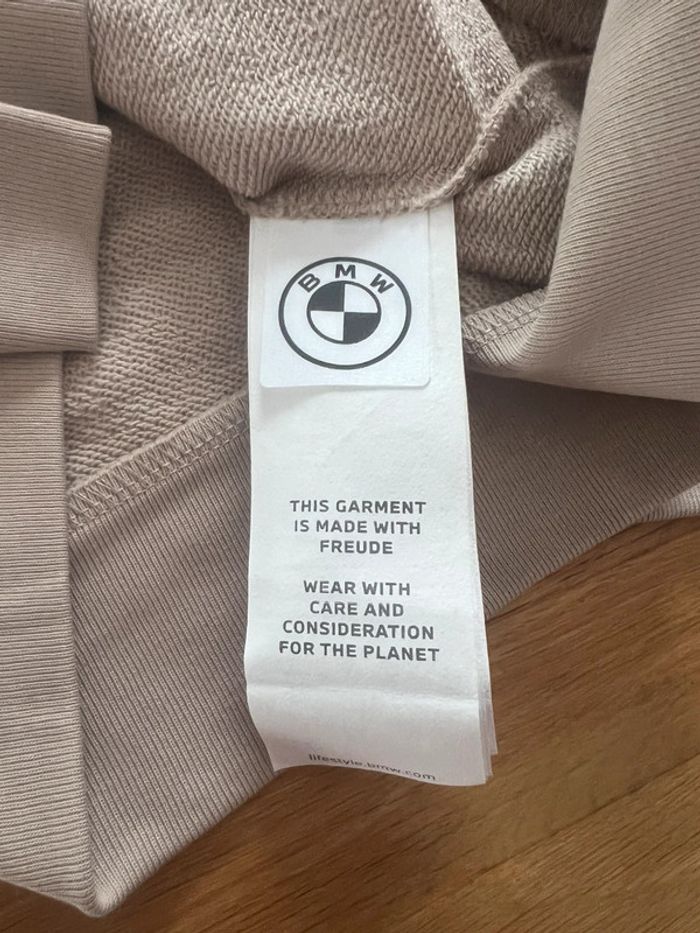 BMW
THIS GARMENT
IS MADE WITH
FREUDE
WEAR WITH
CARE AND
CONSIDERATION
FOR THE PLANET
lifestyle.bmw.com